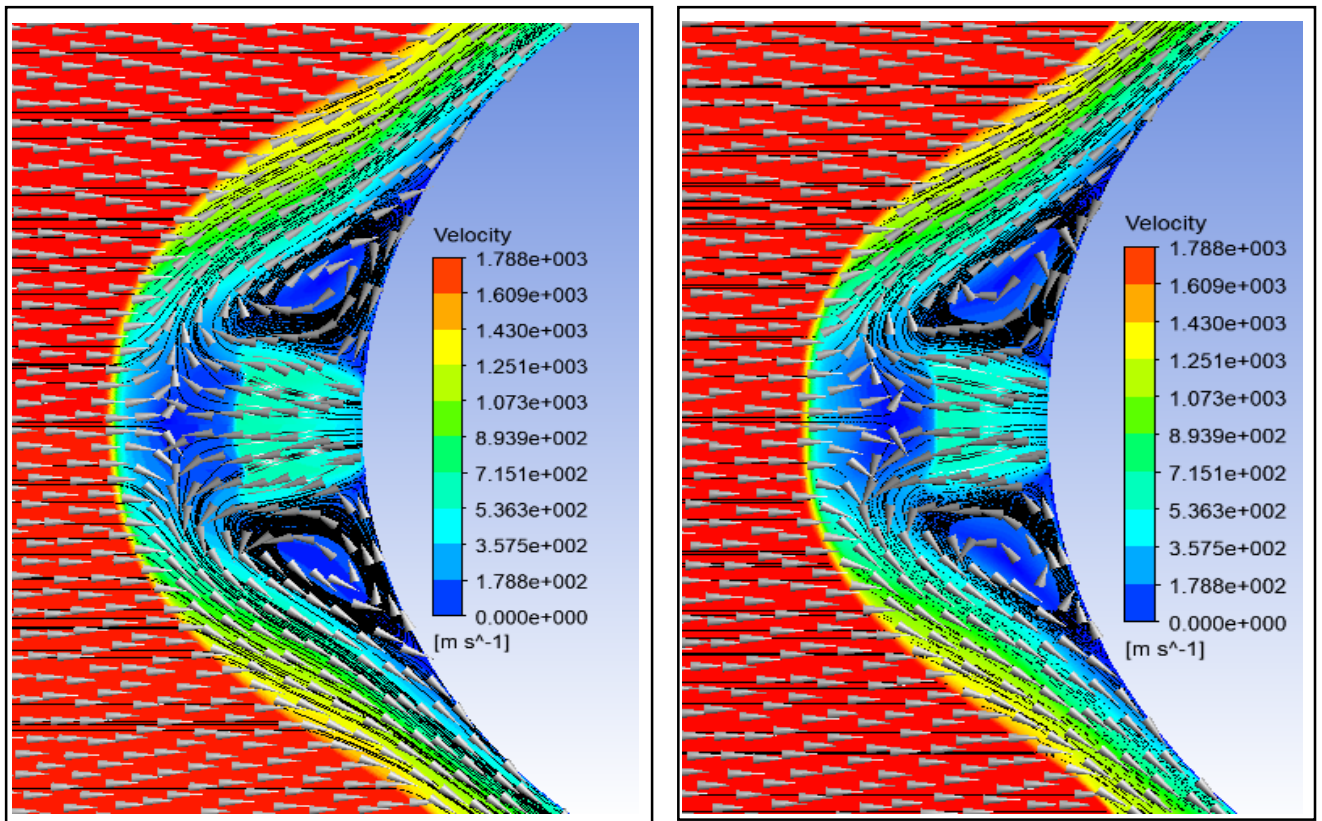 Velocity
1.788e+003
1.609e+003
1.430e+003
1.251e+003
1.073e+003
8.939e+002
7.151e+002
5.363e+002
3.575e+002
1.788e+002
0.000e+000
[m s^-1]
Velocity
1.788e+003
1.609e+003
1.430e+003
1.251e+003
1.073e+003
8.939e+002
7.151e+002
5.363e+002
3.575e+002
1.788e+002
0.000e+000
[m s^-1]